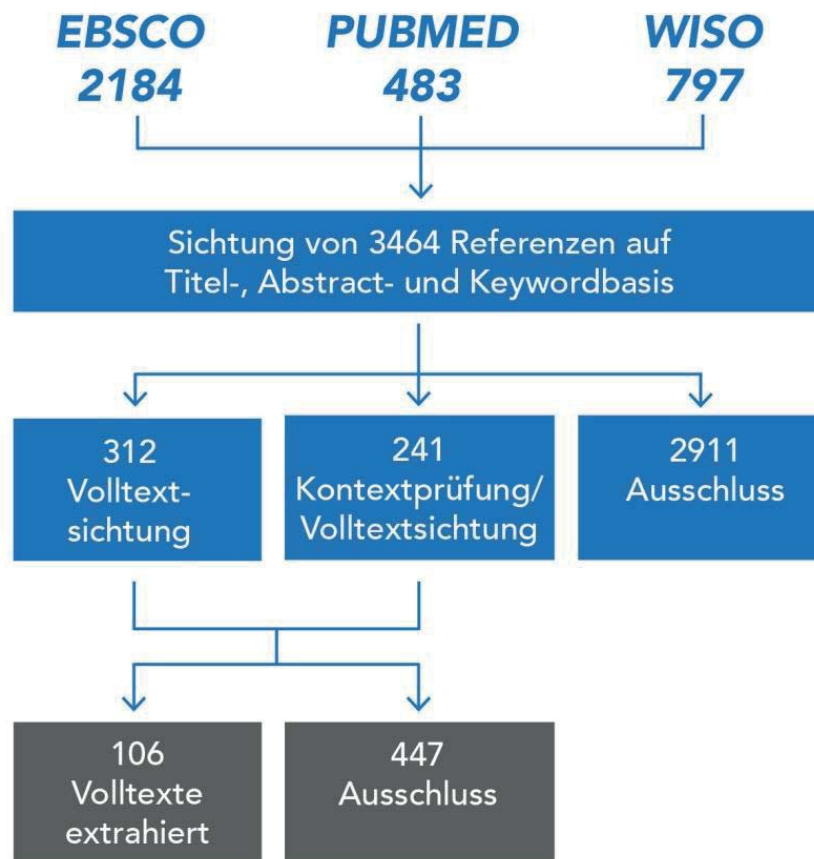 EBSCO PUBMED WISO
2184 483 797
Sichtung von 3464 Referenzen auf
Titel-, Abstract- und Keywordbasis
312
Volltext-
sichtung
241
Kontextprüfung/
Volltextsichtung
2911
Ausschluss
106
Volltexte
extrahiert
447
Ausschluss